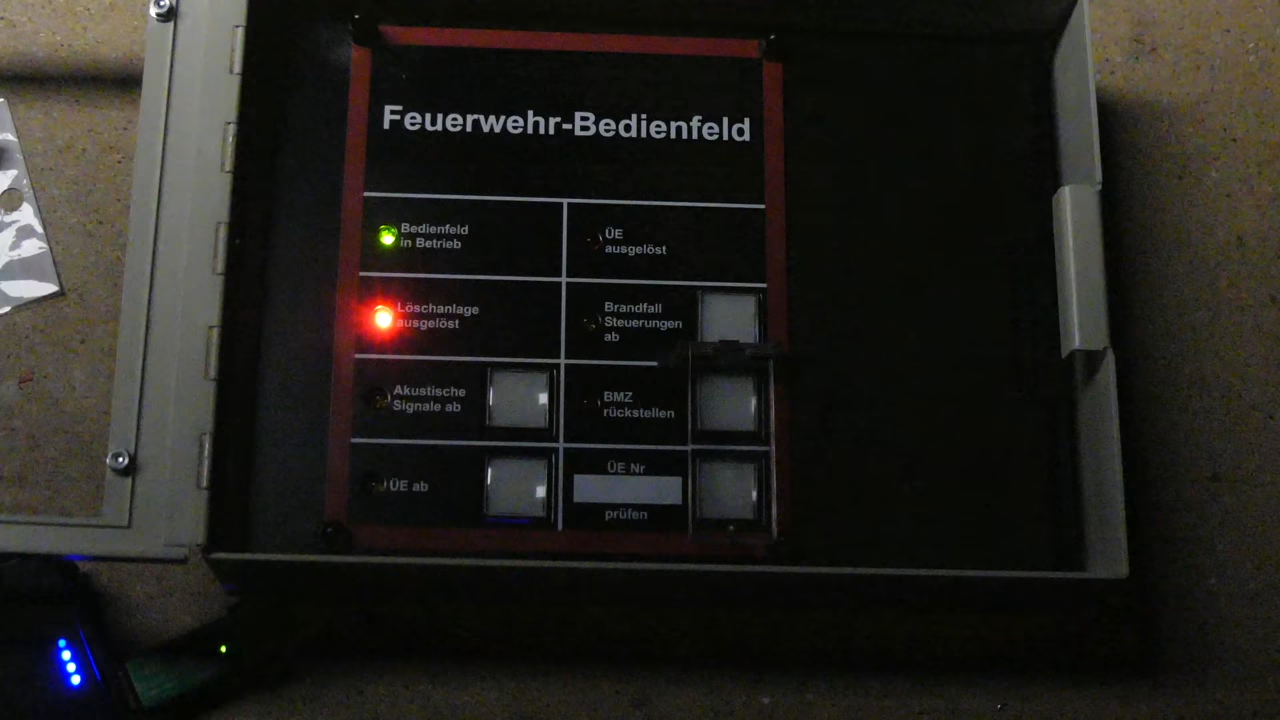 Feuerwehr-Bedienfeld
Bedienfeld
in Betrieb
ÜE
ausgelöst
Löschanlage
ausgelöst
Brandfall
Steuerungen
ab
Akustische
Signale ab
BMZ
rückstellen
ÜE ab
ÜE Nr
prüfen